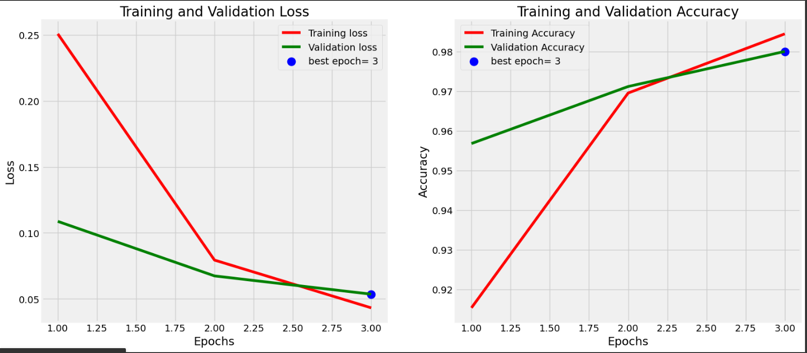 Training and Validation Loss
Training loss
Validation loss
best epoch= 3
0.25
0.20
0.15
0.10
0.05
Loss
1.00 1.25 1.50 1.75 2.00 2.25 2.50 2.75 3.00
Epochs
Training and Validation Accuracy
Training Accuracy
Validation Accuracy
best epoch= 3
0.98
0.97
0.96
0.95
0.94
0.93
0.92
Accuracy
1.00 1.25 1.50 1.75 2.00 2.25 2.50 2.75 3.00
Epochs